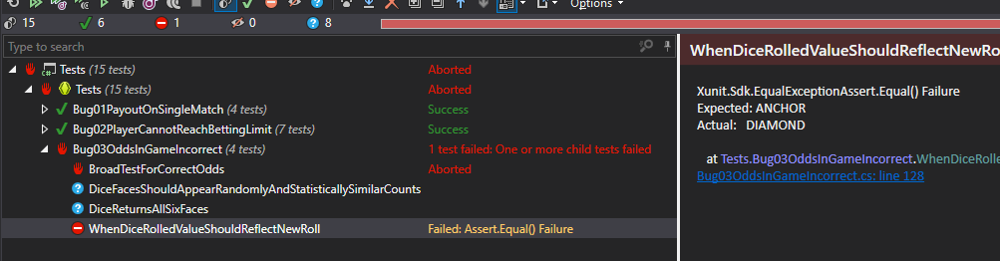 Options
15 6 1 0 8
Type to search
Tests (15 tests) Aborted
Tests (15 tests) Aborted
Bug01PayoutOnSingleMatch (4 tests) Success
Bug02PlayerCannotReachBettingLimit (7 tests) Success
Bug03OddsInGameIncorrect (4 tests) 1 test failed: One or more child tests failed
BroadTestForCorrectOdds Aborted
DiceFacesShouldAppearRandomlyAndStatisticallySimilarCounts
DiceReturnsAllSixFaces
WhenDiceRolledValueShouldReflectNewRoll Failed: Assert.Equal() Failure
WhenDiceRolledValueShouldReflectNewRo
Xunit.Sdk.EqualExceptionAssert.Equal() Failure
Expected: ANCHOR
Actual: DIAMOND
at Tests.Bug03OddsInGameIncorrect.WhenDiceRolle
Bug03OddsInGameIncorrect.cs: line 128